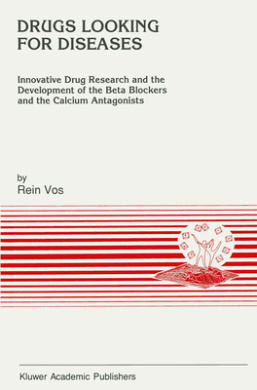 DRUGS LOOKING
FOR DISEASES
Innovative Drug Research and the
Development of the Beta Blockers
and the Calcium Antagonists
by
Rein Vos
Kluwer Academic Publishers